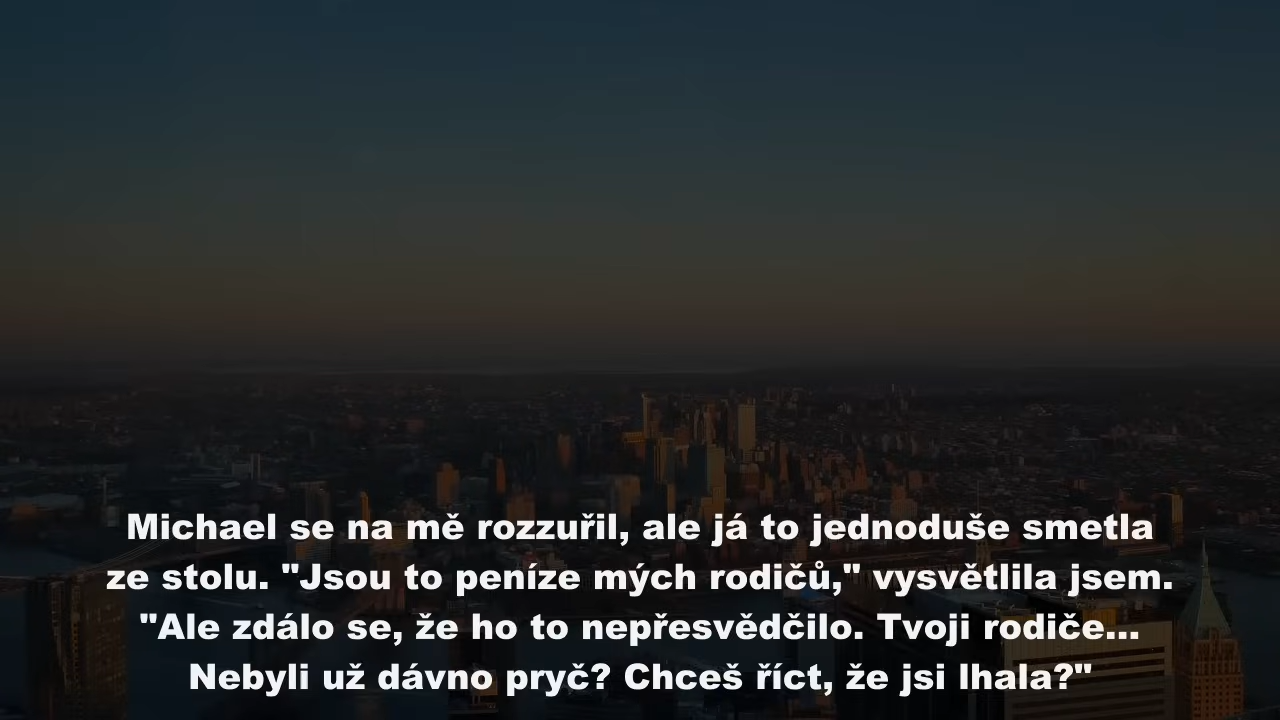 Michael se na mě rozzuřil, ale já to jednoduše smetla
ze stolu. "Jsou to peníze mých rodičů," vysvětlila jsem.
"Ale zdálo se, že ho to nepřesvědčilo. Tvoji rodiče...
Nebyli už dávno pryč? Chceš říct, že jsi lhala?"